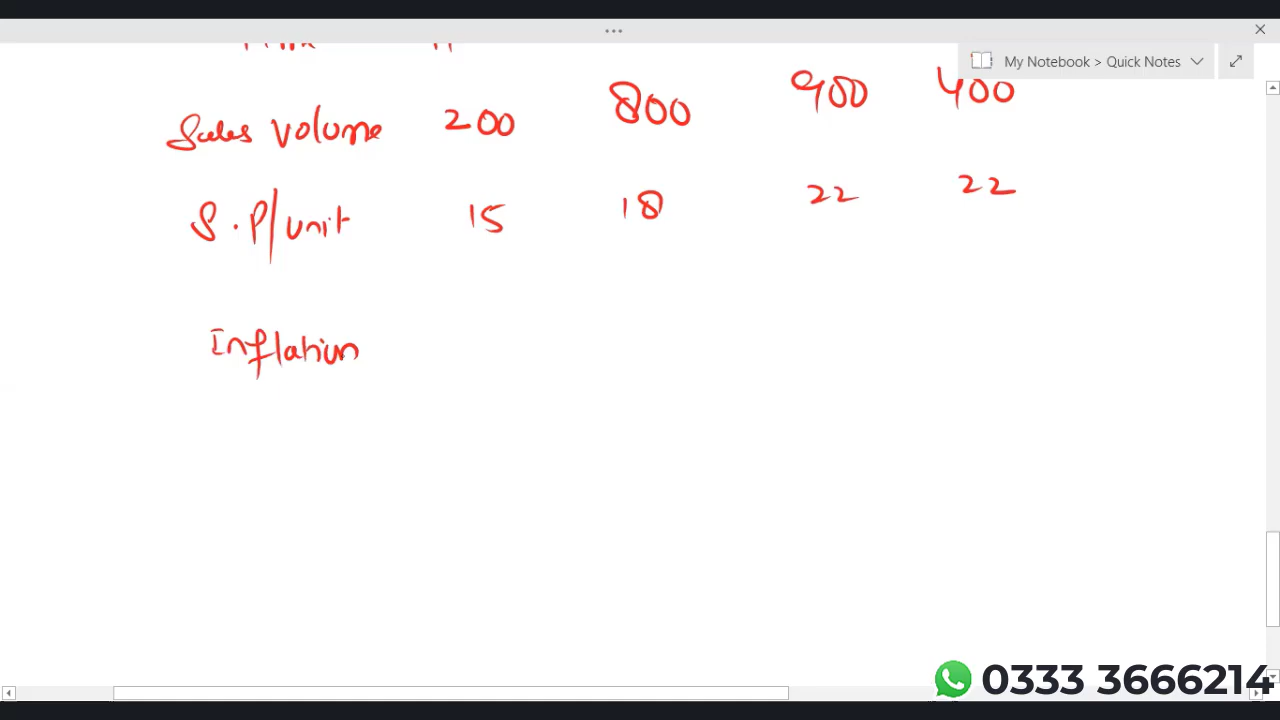 My Notebook > Quick Notes
Sales volume 200 800 900 400
S.P/unit 15 18 22 22
Inflation
0333 3666214